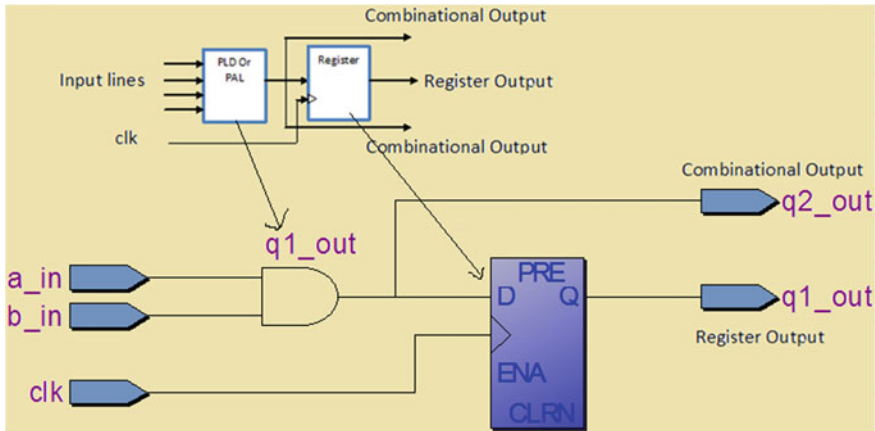 Combinational Output
PLD Or
PAL
Register
Input lines
Register Output
clk
Combinational Output
Combinational Output
q2_out
q1_out
a_in
b_in
PRE
D
Q
q1_out
Register Output
clk
ENA
CLRN